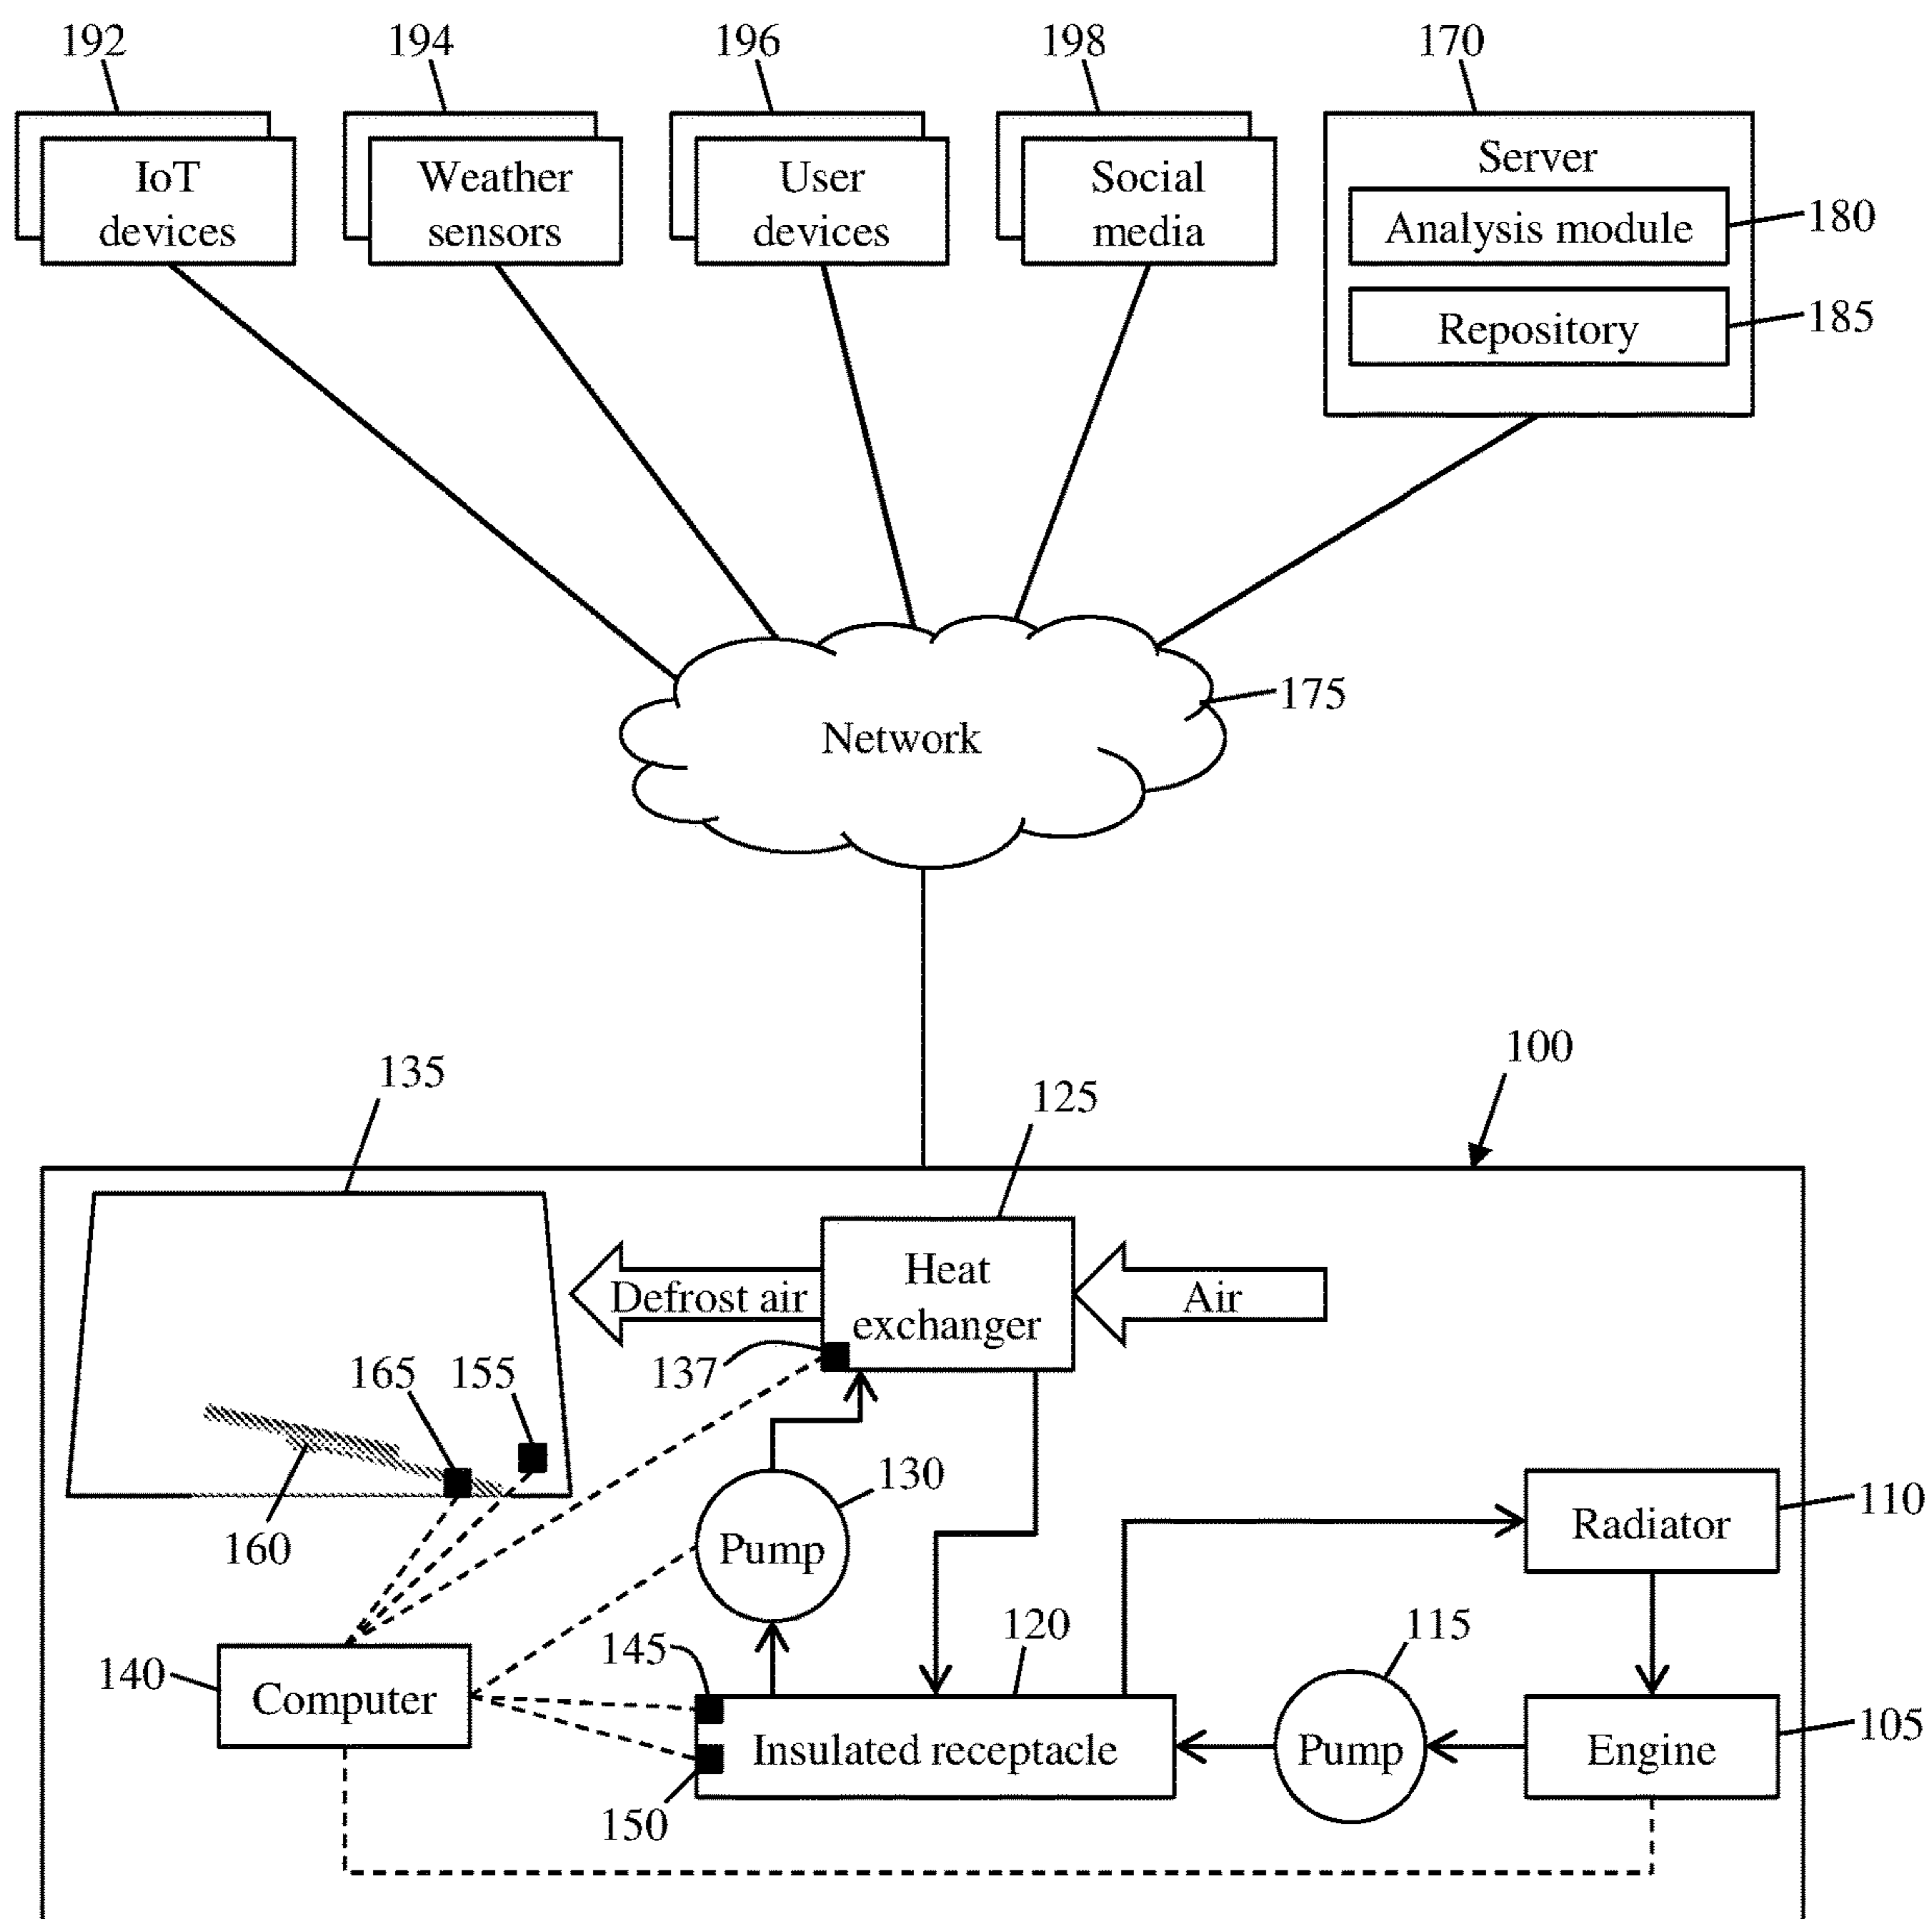 192
194
196
198
170
IoT
devices
Weather
sensors
User
devices
Social
media
Server
Analysis module
180
Repository
185
Network
175
100
135
125
Heat
exchanger
Defrost air
Air
137
165
155
160
130
Pump
Radiator
110
145
120
115
140
Computer
Insulated receptacle
Pump
Engine
105
150